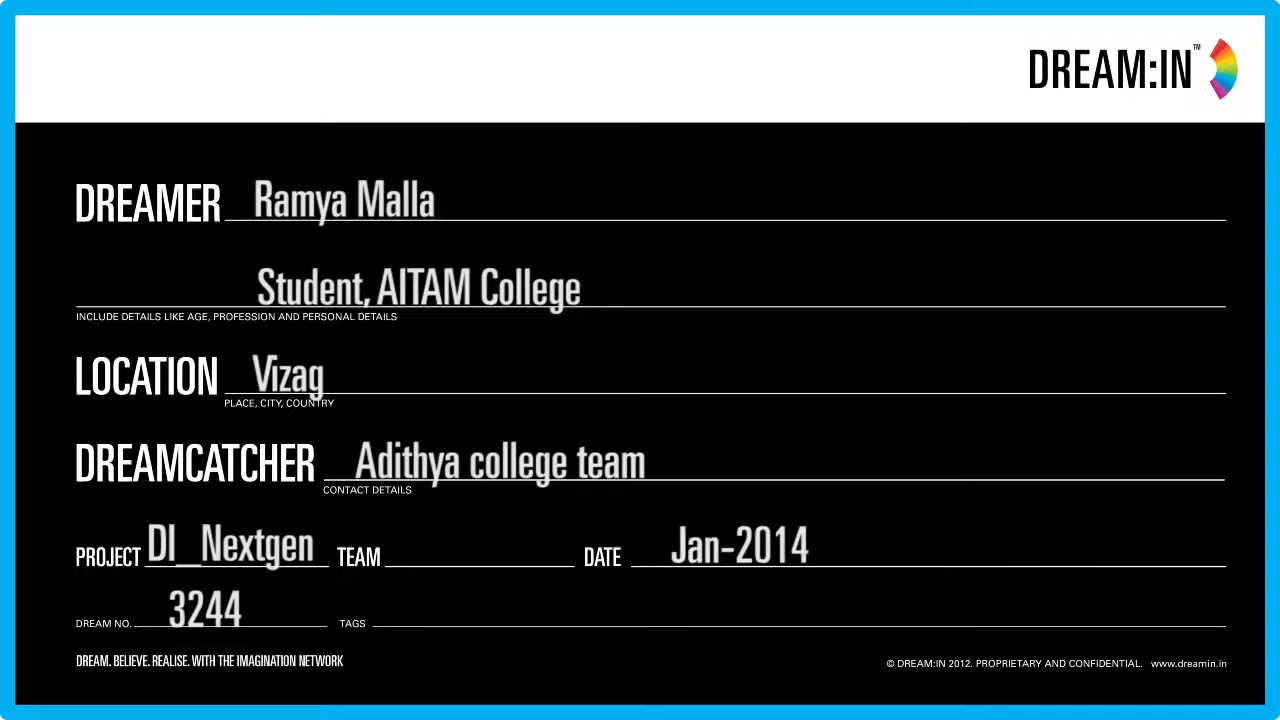 DREAM:IN™
DREAMER Ramya Malla
Student, AITAM College
INCLUDE DETAILS LIKE AGE, PROFESSION AND PERSONAL DETAILS
LOCATION Vizag
PLACE, CITY, COUNTRY
DREAMCATCHER Adithya college team
CONTACT DETAILS
PROJECT DI_Nextgen TEAM DATE Jan-2014
DREAM NO. 3244 TAGS
DREAM. BELIEVE. REALISE. WITH THE IMAGINATION NETWORK
© DREAM:IN 2012. PROPRIETARY AND CONFIDENTIAL. www.dreamin.in